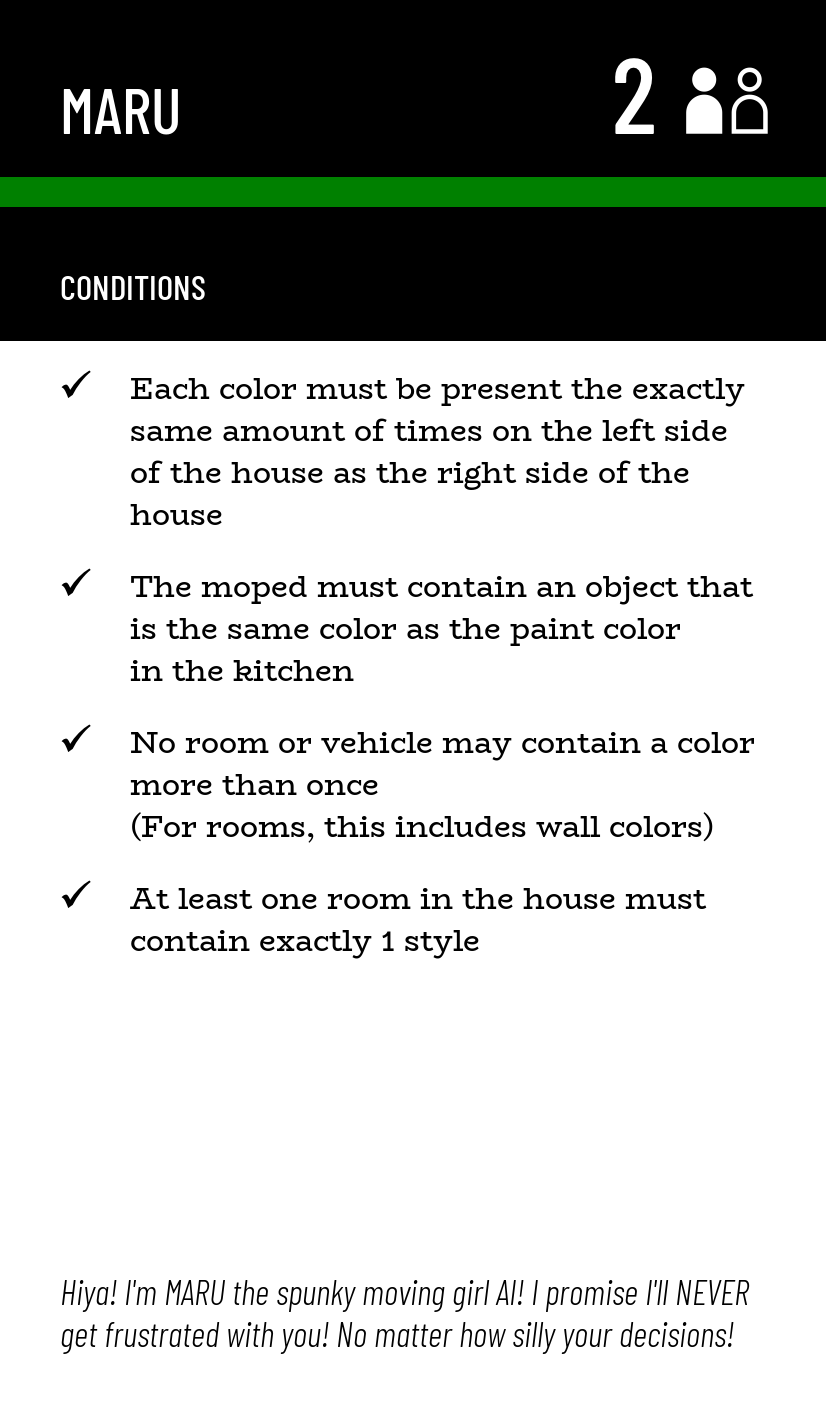 MARU
2
CONDITIONS
✓ Each color must be present the exactly
same amount of times on the left side
of the house as the right side of the
house
✓ The moped must contain an object that
is the same color as the paint color
in the kitchen
✓ No room or vehicle may contain a color
more than once
(For rooms, this includes wall colors)
✓ At least one room in the house must
contain exactly 1 style
Hiya! I'm MARU the spunky moving girl AI! I promise I'll NEVER
get frustrated with you! No matter how silly your decisions!